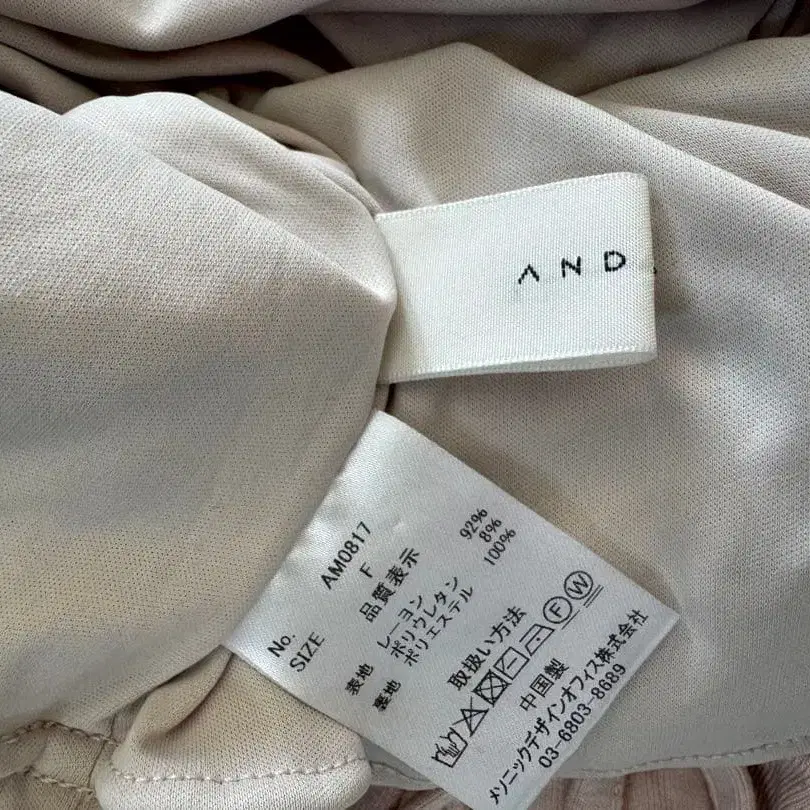 AND
No. AM0817
SIZE F
品質表示
表地 レーヨン 92%
ポリウレタン 8%
裏地 ポリエステル 100%
取扱い方法
F W
中国製
メソニックデザインオフィス株式会社
03-6803-8689